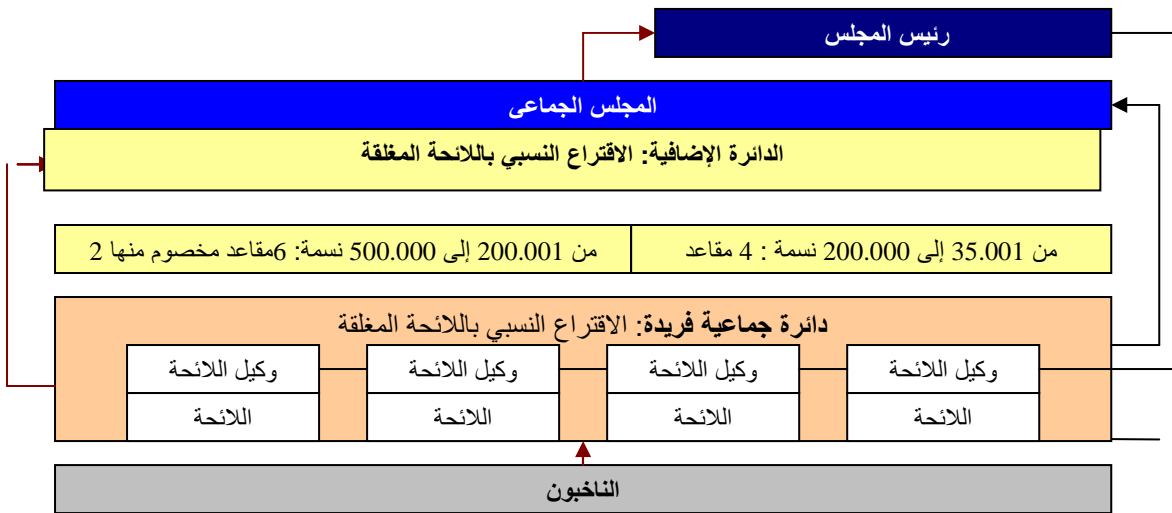 رئيس المجلس
المجلس الجماعى
الدائرة الإضافية: الاقتراع النسبي باللائحة المغلقة
من 35.001 إلى 200.000 نسمة : 4 مقاعد
من 200.001 إلى 500.000 نسمة: 6مقاعد مخصوم منها 2
دائرة جماعية فريدة: الاقتراع النسبي باللائحة المغلقة
وكيل اللائحة
وكيل اللائحة
وكيل اللائحة
وكيل اللائحة
اللائحة
اللائحة
اللائحة
اللائحة
الناخبون